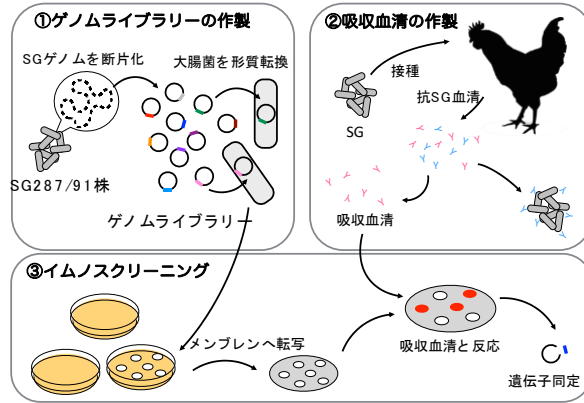 ①ゲノムライブラリーの作製
SGゲノムを断片化
大腸菌を形質転換
SG287/91株
ゲノムライブラリー
②吸収血清の作製
接種
SG
抗SG血清
吸収血清
③イムノスクリーニング
メンブレンへ転写
吸収血清と反応
遺伝子同定